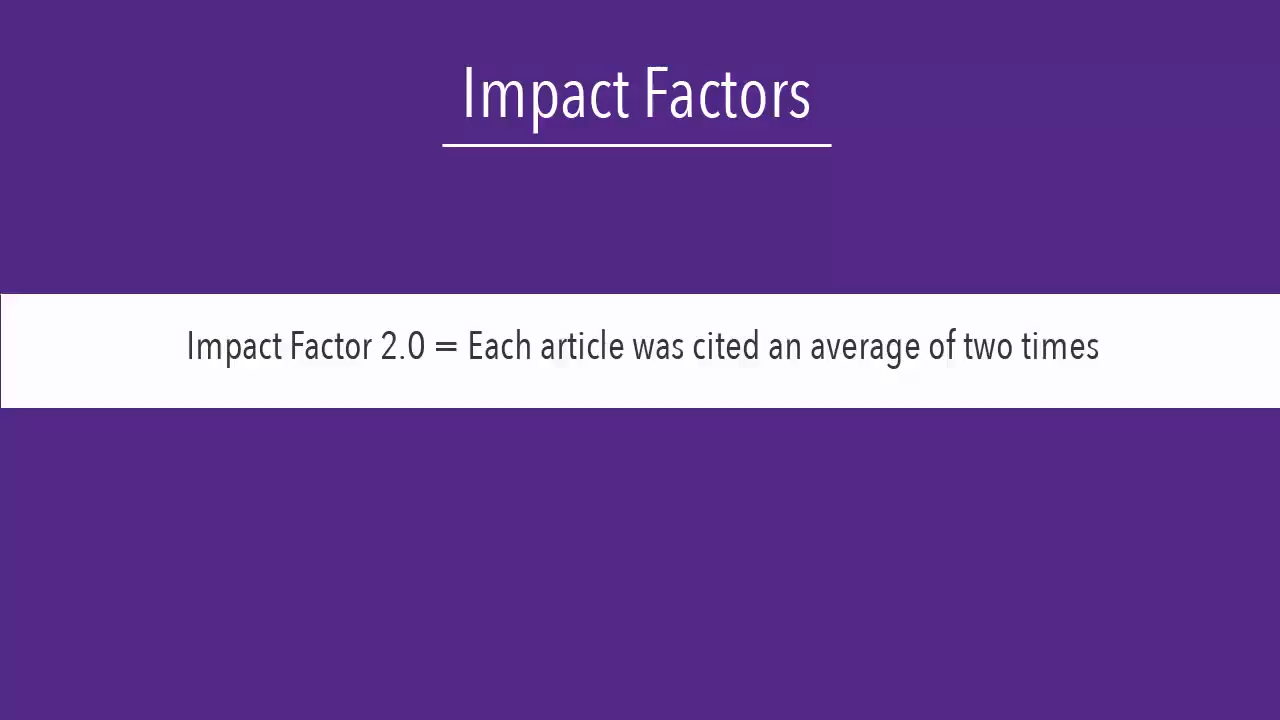 Impact Factors
Impact Factor 2.0 = Each article was cited an average of two times